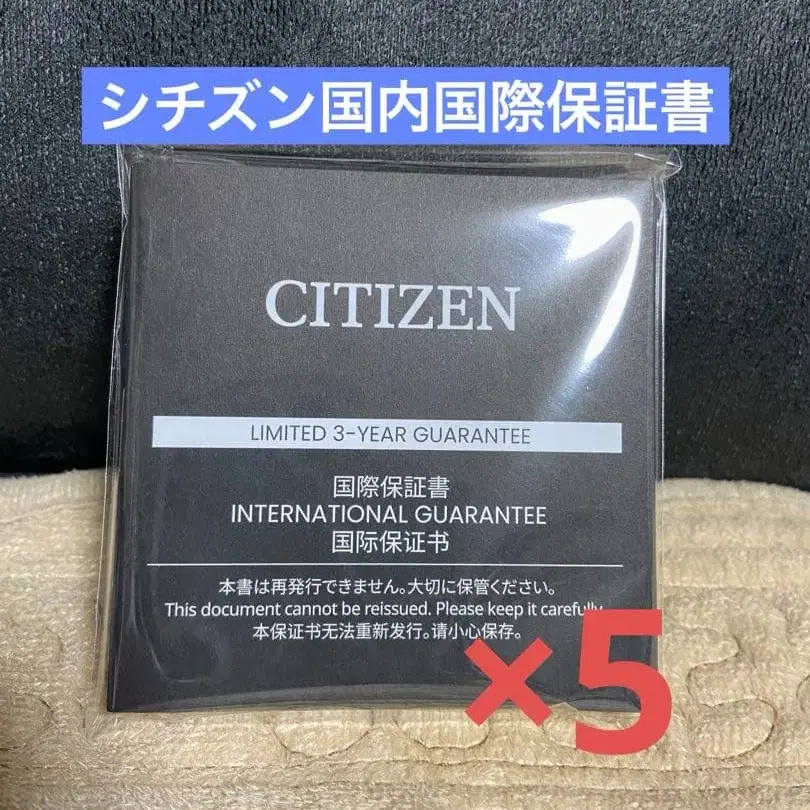 シチズン国内国際保証書
CITIZEN
LIMITED 3-YEAR GUARANTEE
国際保証書
INTERNATIONAL GUARANTEE
国际保证书
本書は再発行できません。大切に保管ください。
This document cannot be reissued. Please keep it carefully.
本保证书无法重新发行。请小心保存。
×5